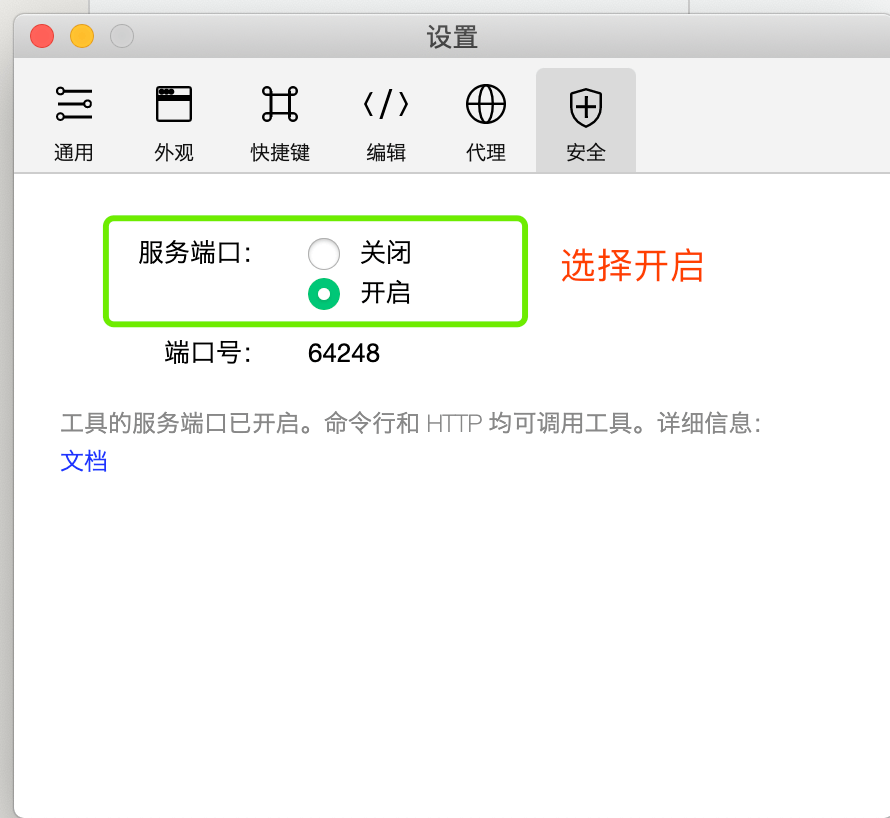 设置
通用 外观 快捷键 编辑 代理 安全
服务端口： 关闭
开启
选择开启
端口号： 64248
工具的服务端口已开启。命令行和 HTTP 均可调用工具。详细信息：
文档